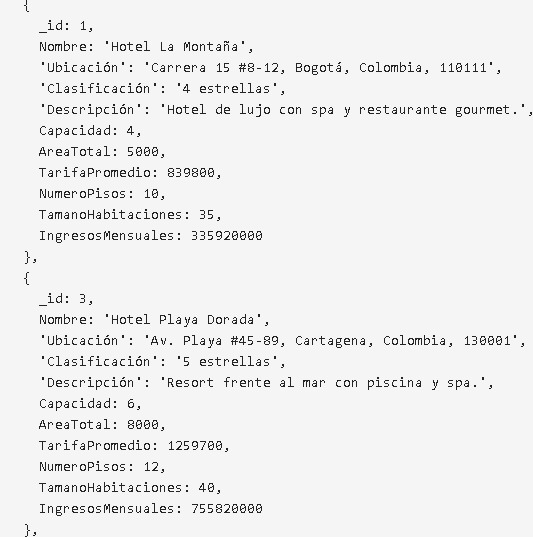 {
_id: 1,
Nombre: 'Hotel La Montaña',
'Ubicación': 'Carrera 15 #8-12, Bogotá, Colombia, 110111',
'Clasificación': '4 estrellas',
'Descripción': 'Hotel de lujo con spa y restaurante gourmet.',
Capacidad: 4,
AreaTotal: 5000,
TarifaPromedio: 839800,
NumeroPisos: 10,
TamanoHabitaciones: 35,
IngresosMensuales: 335920000
},
{
_id: 3,
Nombre: 'Hotel Playa Dorada',
'Ubicación': 'Av. Playa #45-89, Cartagena, Colombia, 130001',
'Clasificación': '5 estrellas',
'Descripción': 'Resort frente al mar con piscina y spa.',
Capacidad: 6,
AreaTotal: 8000,
TarifaPromedio: 1259700,
NumeroPisos: 12,
TamanoHabitaciones: 40,
IngresosMensuales: 755820000
},